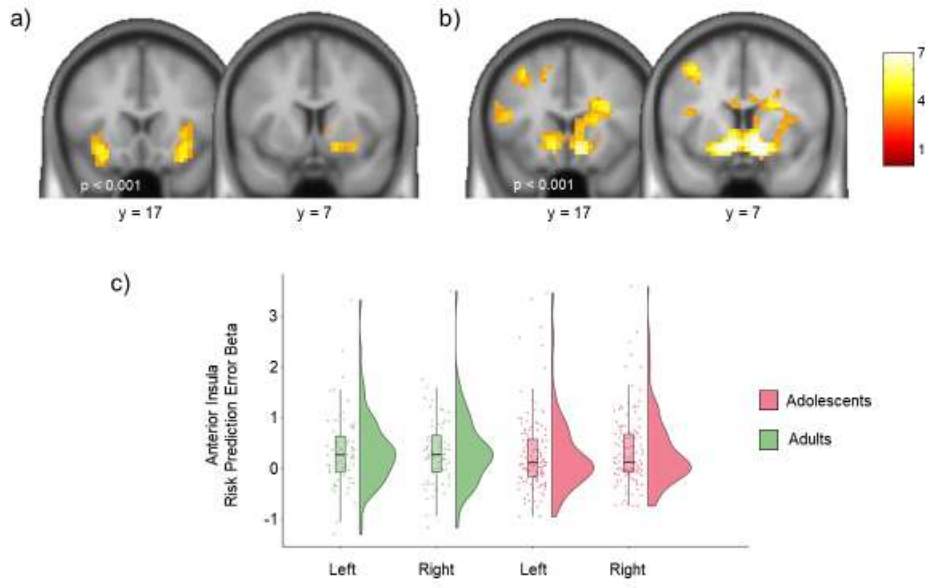 a)
b)
p < 0.001
y = 17
y = 7
p < 0.001
y = 17
y = 7
7
4
1
c)
Anterior Insula
Risk Prediction Error Beta
3
2
1
0
-1
Left
Right
Left
Right
Adolescents
Adults